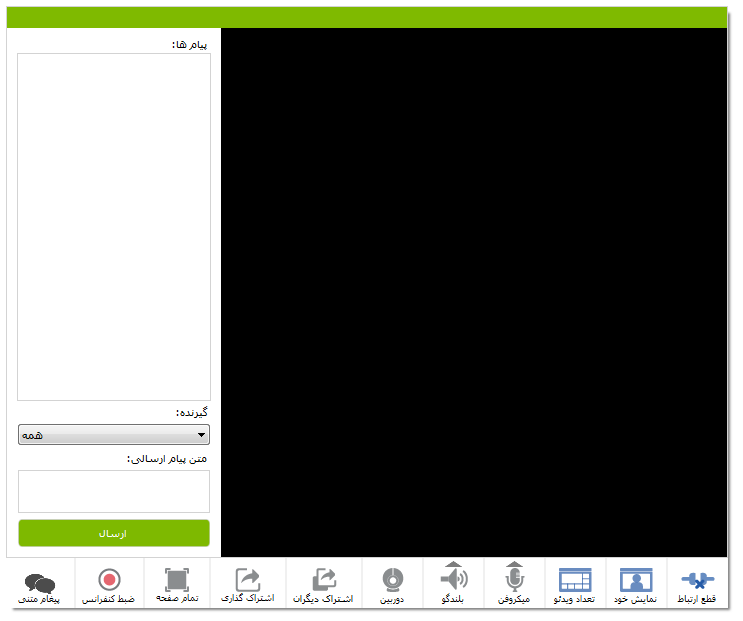 پیام ها:
گیرنده:
همه
متن پیام ارسالی:
ارسال
قطع ارتباط
نمایش خود
تعداد ویدئو
میکروفن
بلندگو
دوربین
اشتراک دیگران
اشتراک گذاری
تمام صفحه
ضبط کنفرانس
پیغام متنی